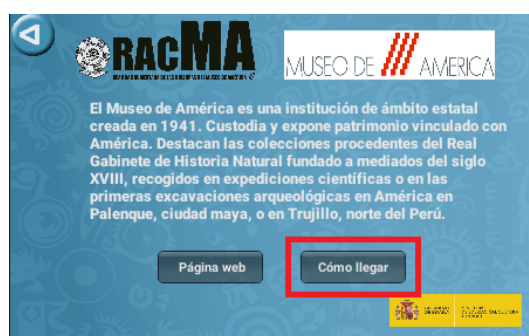 RACMA
MUSEO DE AMERICA
El Museo de América es una institución de ámbito estatal
creada en 1941. Custodia y expone patrimonio vinculado con
América. Destacan las colecciones procedentes del Real
Gabinete de Historia Natural fundado a mediados del siglo
XVIII, recogidos en expediciones científicas o en las
primeras excavaciones arqueológicas en América en
Palenque, ciudad maya, o en Trujillo, norte del Perú.
Página web
Cómo llegar